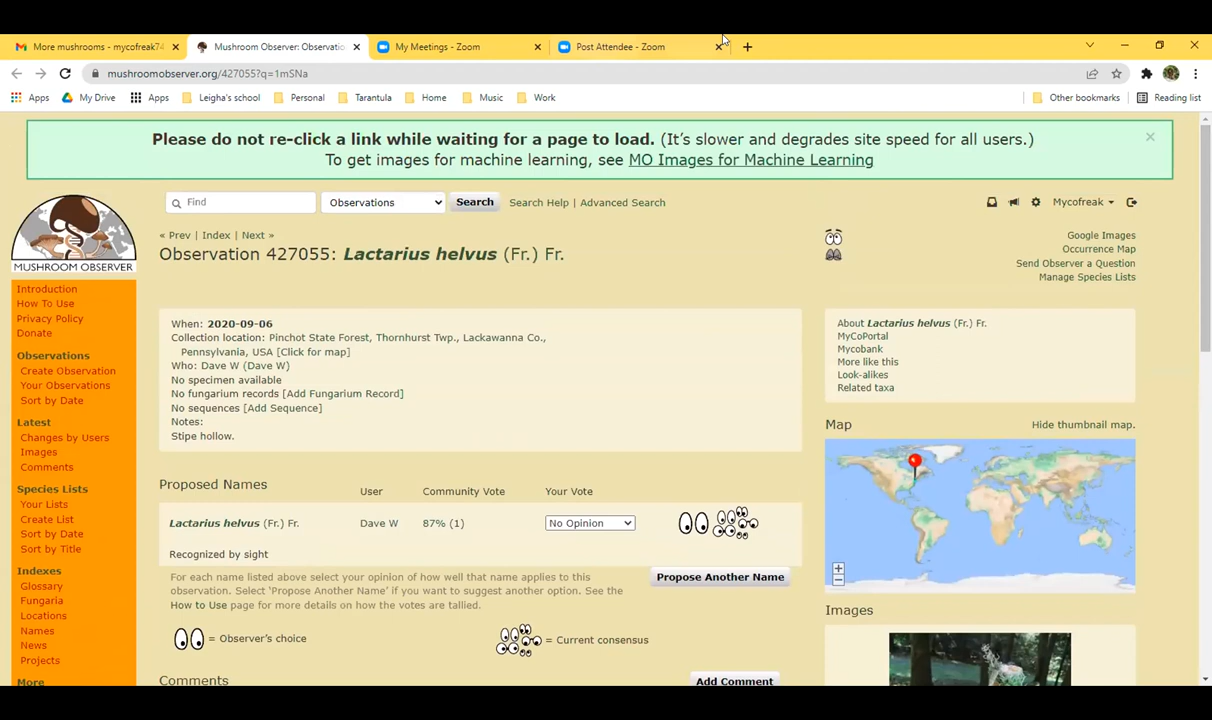 More mushrooms - mycofreak74
Mushroom Observer: Observatio
My Meetings - Zoom
Post Attendee - Zoom
mushroomobserver.org/427055?q=1mSNa
Apps
My Drive
Apps
Leigha's school
Personal
Tarantula
Home
Music
Work
Other bookmarks
Reading list
Please do not re-click a link while waiting for a page to load. (It's slower and degrades site speed for all users.)
To get images for machine learning, see MO Images for Machine Learning
MUSHROOM OBSERVER
Find
Observations
Search
Search Help | Advanced Search
Mycofreak
« Prev | Index | Next »
Observation 427055: Lactarius helvus (Fr.) Fr.
Google Images
Occurrence Map
Send Observer a Question
Manage Species Lists
Introduction
How To Use
Privacy Policy
Donate
Observations
Create Observation
Your Observations
Sort by Date
Latest
Changes by Users
Images
Comments
Species Lists
Your Lists
Create List
Sort by Date
Sort by Title
Indexes
Glossary
Fungaria
Locations
Names
News
Projects
More
When: 2020-09-06
Collection location: Pinchot State Forest, Thornhurst Twp., Lackawanna Co.,
Pennsylvania, USA [Click for map]
Who: Dave W (Dave W)
No specimen available
No fungarium records [Add Fungarium Record]
No sequences [Add Sequence]
Notes:
Stipe hollow.
About Lactarius helvus (Fr.) Fr.
MyCoPortal
Mycobank
More like this
Look-alikes
Related taxa
Map
Hide thumbnail map.
+
−
Images
Proposed Names
User
Community Vote
Your Vote
Lactarius helvus (Fr.) Fr.
Dave W
87% (1)
No Opinion
Recognized by sight
For each name listed above select your opinion of how well that name applies to this
observation. Select 'Propose Another Name' if you want to suggest another option. See the
How to Use page for more details on how the votes are tallied.
Propose Another Name
= Observer's choice
= Current consensus
Comments
Add Comment